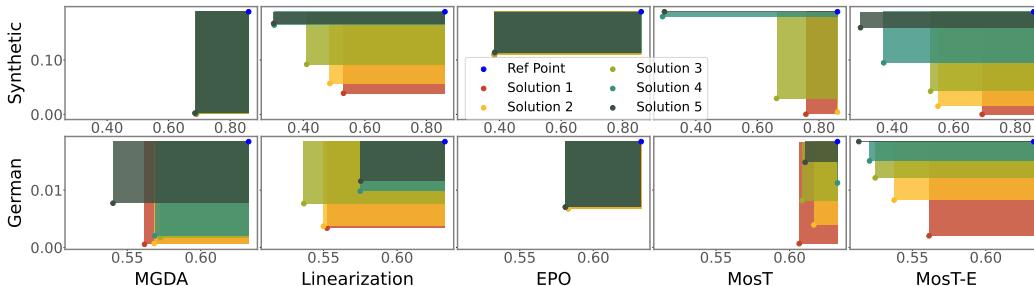 Synthetic
0.10
0.00
0.40 0.60 0.80
0.40 0.60 0.80
0.40 0.60 0.80
0.40 0.60 0.80
0.40 0.60 0.80
Ref Point
Solution 1
Solution 2
Solution 3
Solution 4
Solution 5
German
0.01
0.00
0.55 0.60
0.55 0.60
0.55 0.60
0.55 0.60
0.55 0.60
MGDA
Linearization
EPO
MosT
MosT-E